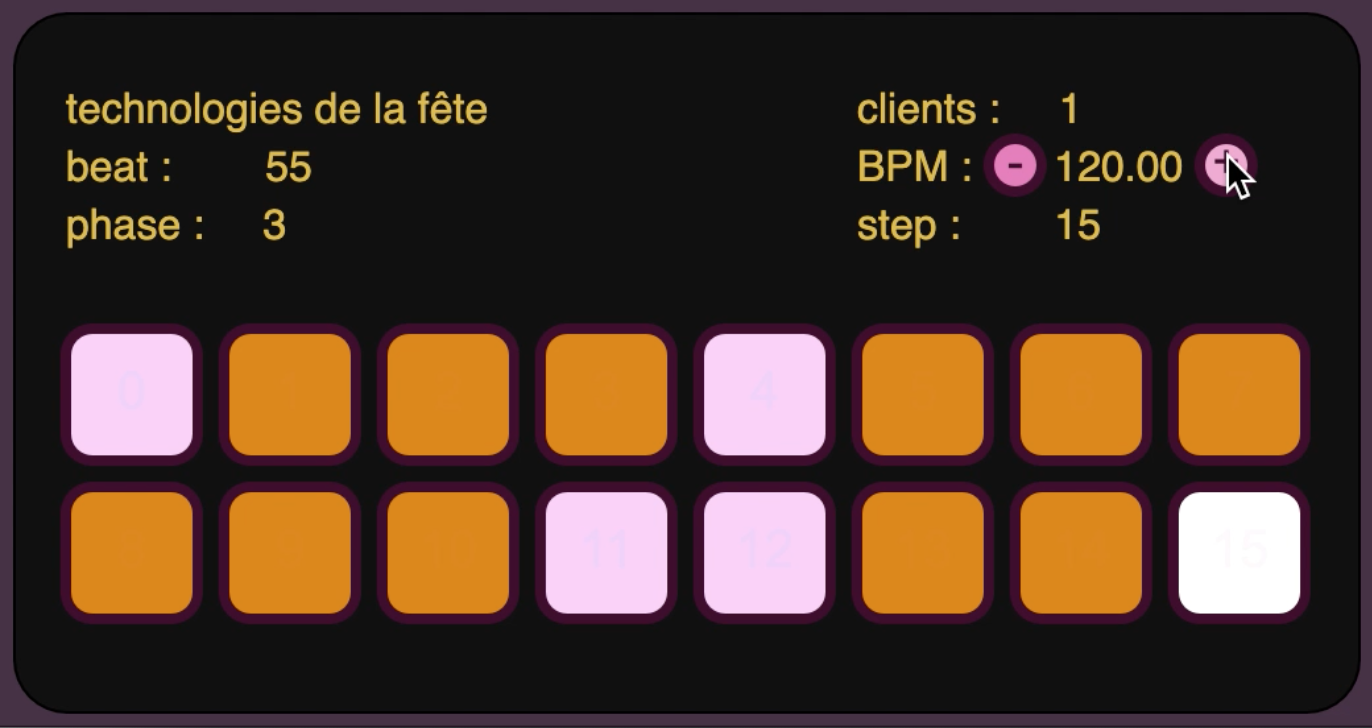 technologies de la fête
beat : 55
phase : 3
clients : 1
BPM : - 120.00 +
step : 15
0 4
11 12 15